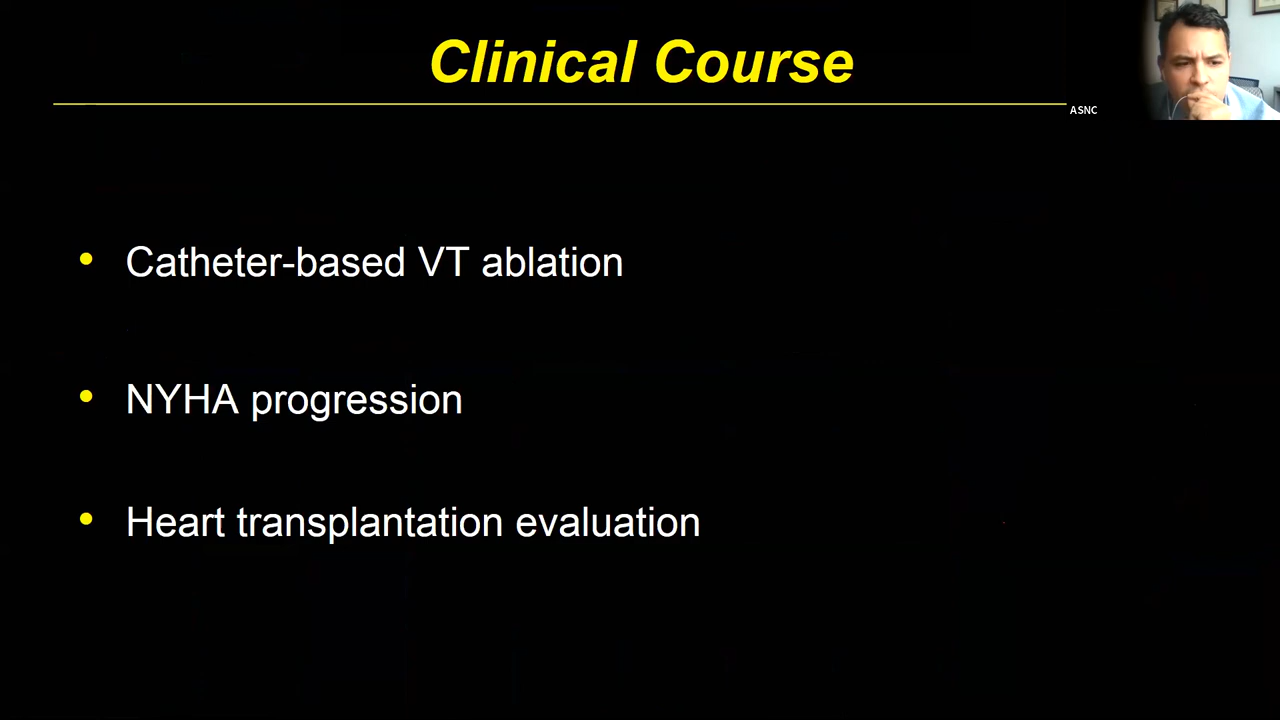 Clinical Course
ASNC
• Catheter-based VT ablation
• NYHA progression
• Heart transplantation evaluation